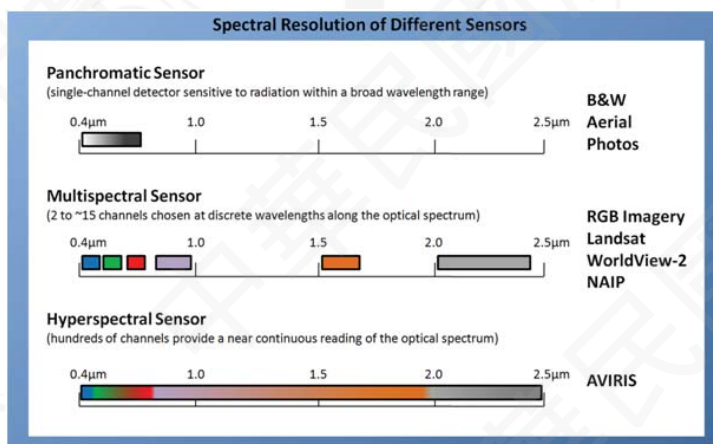 Spectral Resolution of Different Sensors
Panchromatic Sensor
(single-channel detector sensitive to radiation within a broad wavelength range)
0.4μm 1.0 1.5 2.0 2.5μm
B&W
Aerial
Photos
Multispectral Sensor
(2 to ~15 channels chosen at discrete wavelengths along the optical spectrum)
0.4μm 1.0 1.5 2.0 2.5μm
RGB Imagery
Landsat
WorldView-2
NAIP
Hyperspectral Sensor
(hundreds of channels provide a near continuous reading of the optical spectrum)
0.4μm 1.0 1.5 2.0 2.5μm
AVIRIS
中華民國